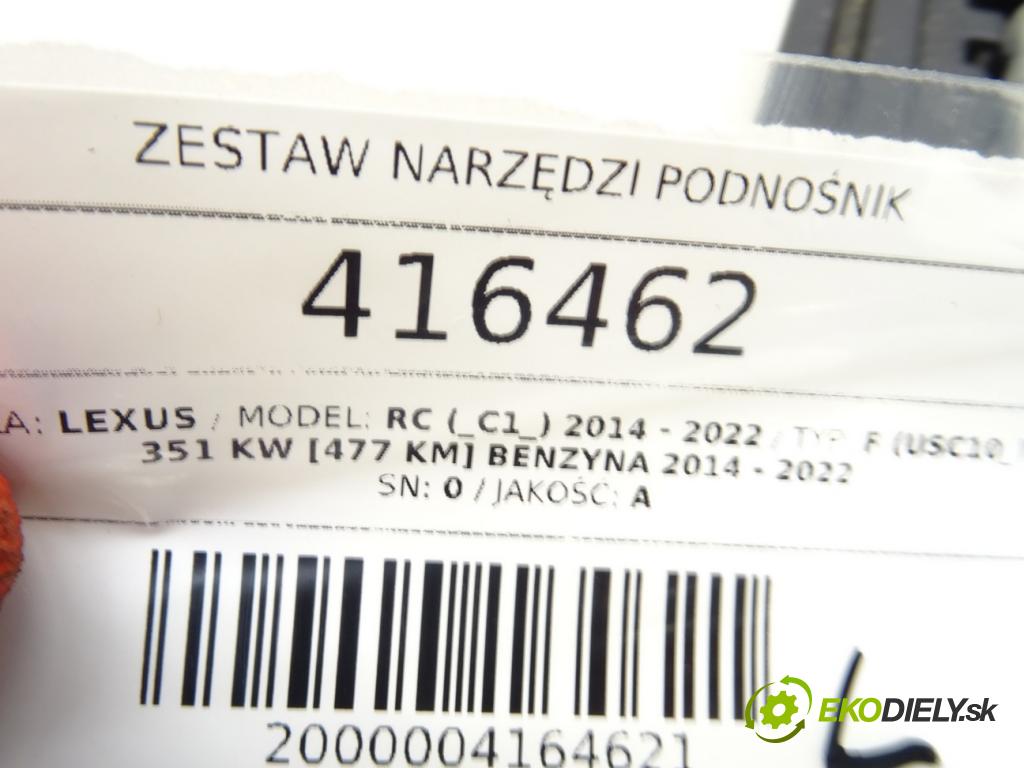 ZESTAW NARZĘDZI PODNOŚNIK
416462
LEXUS / MODEL: RC (_C1_) 2014 - 2022 / TYP: F (USC10_
351 KW [477 KM] BENZYNA 2014 - 2022
SN: 0 / JAKOŚĆ: A
2000004164621
EKODIELY.sk